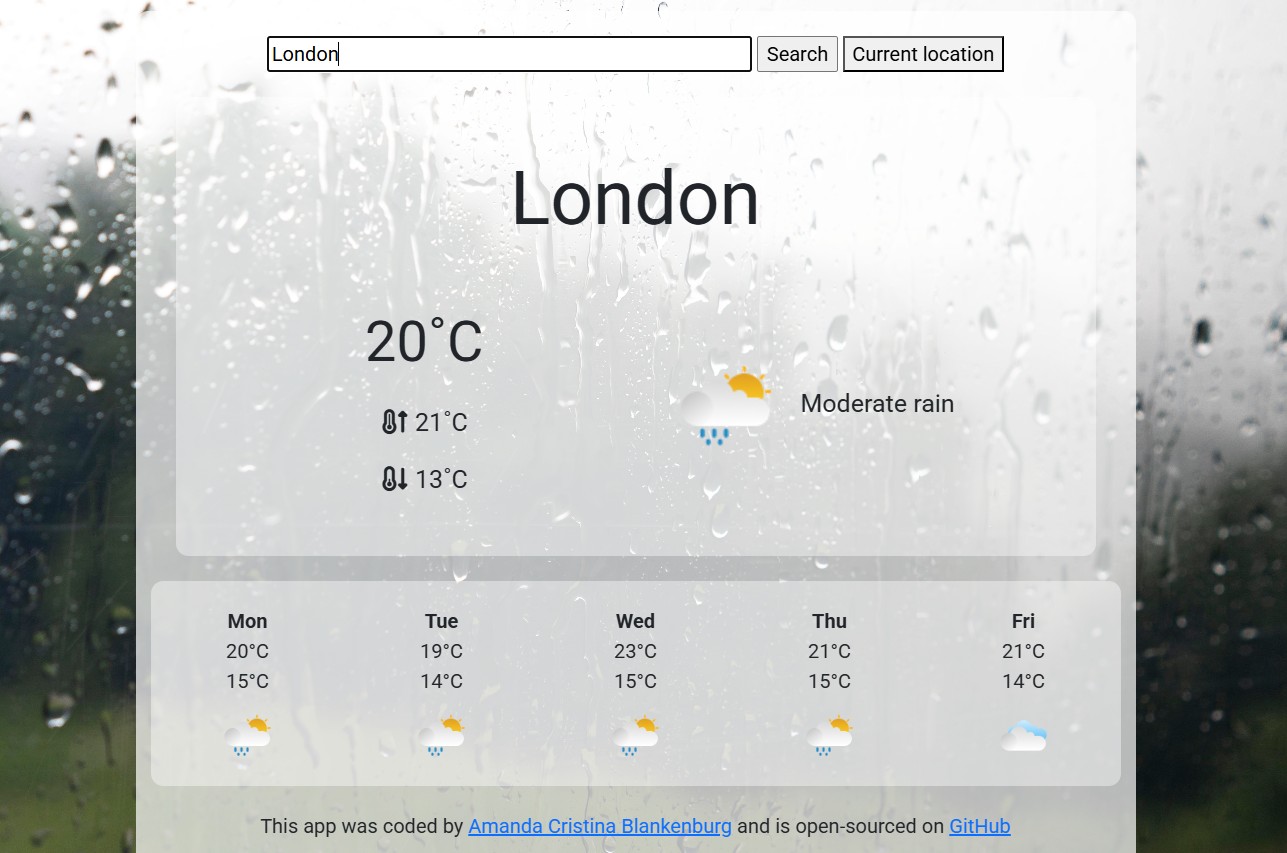 London Search Current location
London
20°C
21°C
13°C
Moderate rain
Mon Tue Wed Thu Fri
20°C 19°C 23°C 21°C 21°C
15°C 14°C 15°C 15°C 14°C
This app was coded by Amanda Cristina Blankenburg and is open-sourced on GitHub